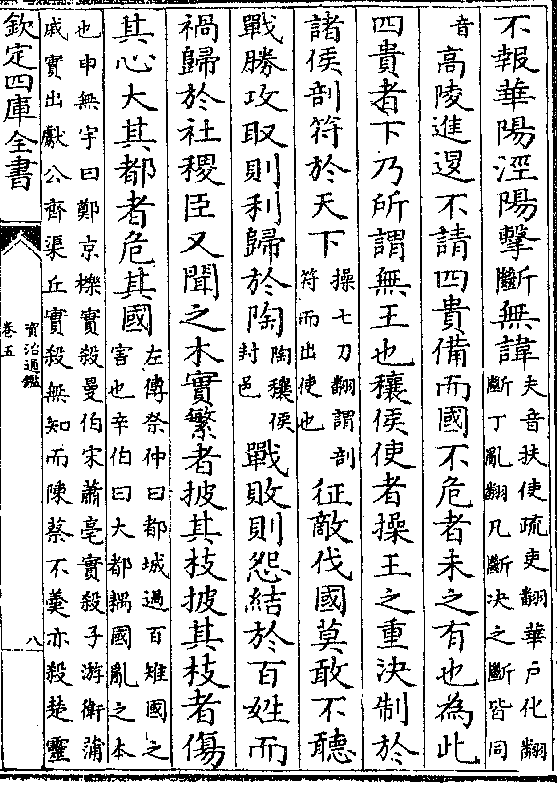 不報華陽涇陽擊斷無諱夫音扶使疏吏翻華户化翻
斷丁亂翻凡斷决之斷皆同
音高陵進退不請四貴備而國不危者未之有也為此
四貴者下乃所謂無王也穰侯使者操王之重決制於
諸侯剖符於天下操七刀翻謂剖
符而出使也征敵伐國莫敢不聽
戰勝攻取則利歸於陶陶穰侯
封邑戰敗則怨結於百姓而
禍歸於社稷臣又聞之木實繁者披其枝披其枝者傷
其心大其都者危其國左傳祭仲曰都城過百雉國之
害也辛伯曰大都耦國亂之本
也申無宇曰鄭京櫟實殺曼伯宋蕭亳實殺子游衛蒲
戚實出獻公齊渠丘實殺無知而陳蔡不羮亦殺楚靈
欽定四庫全書
資治通鑑
卷五
八